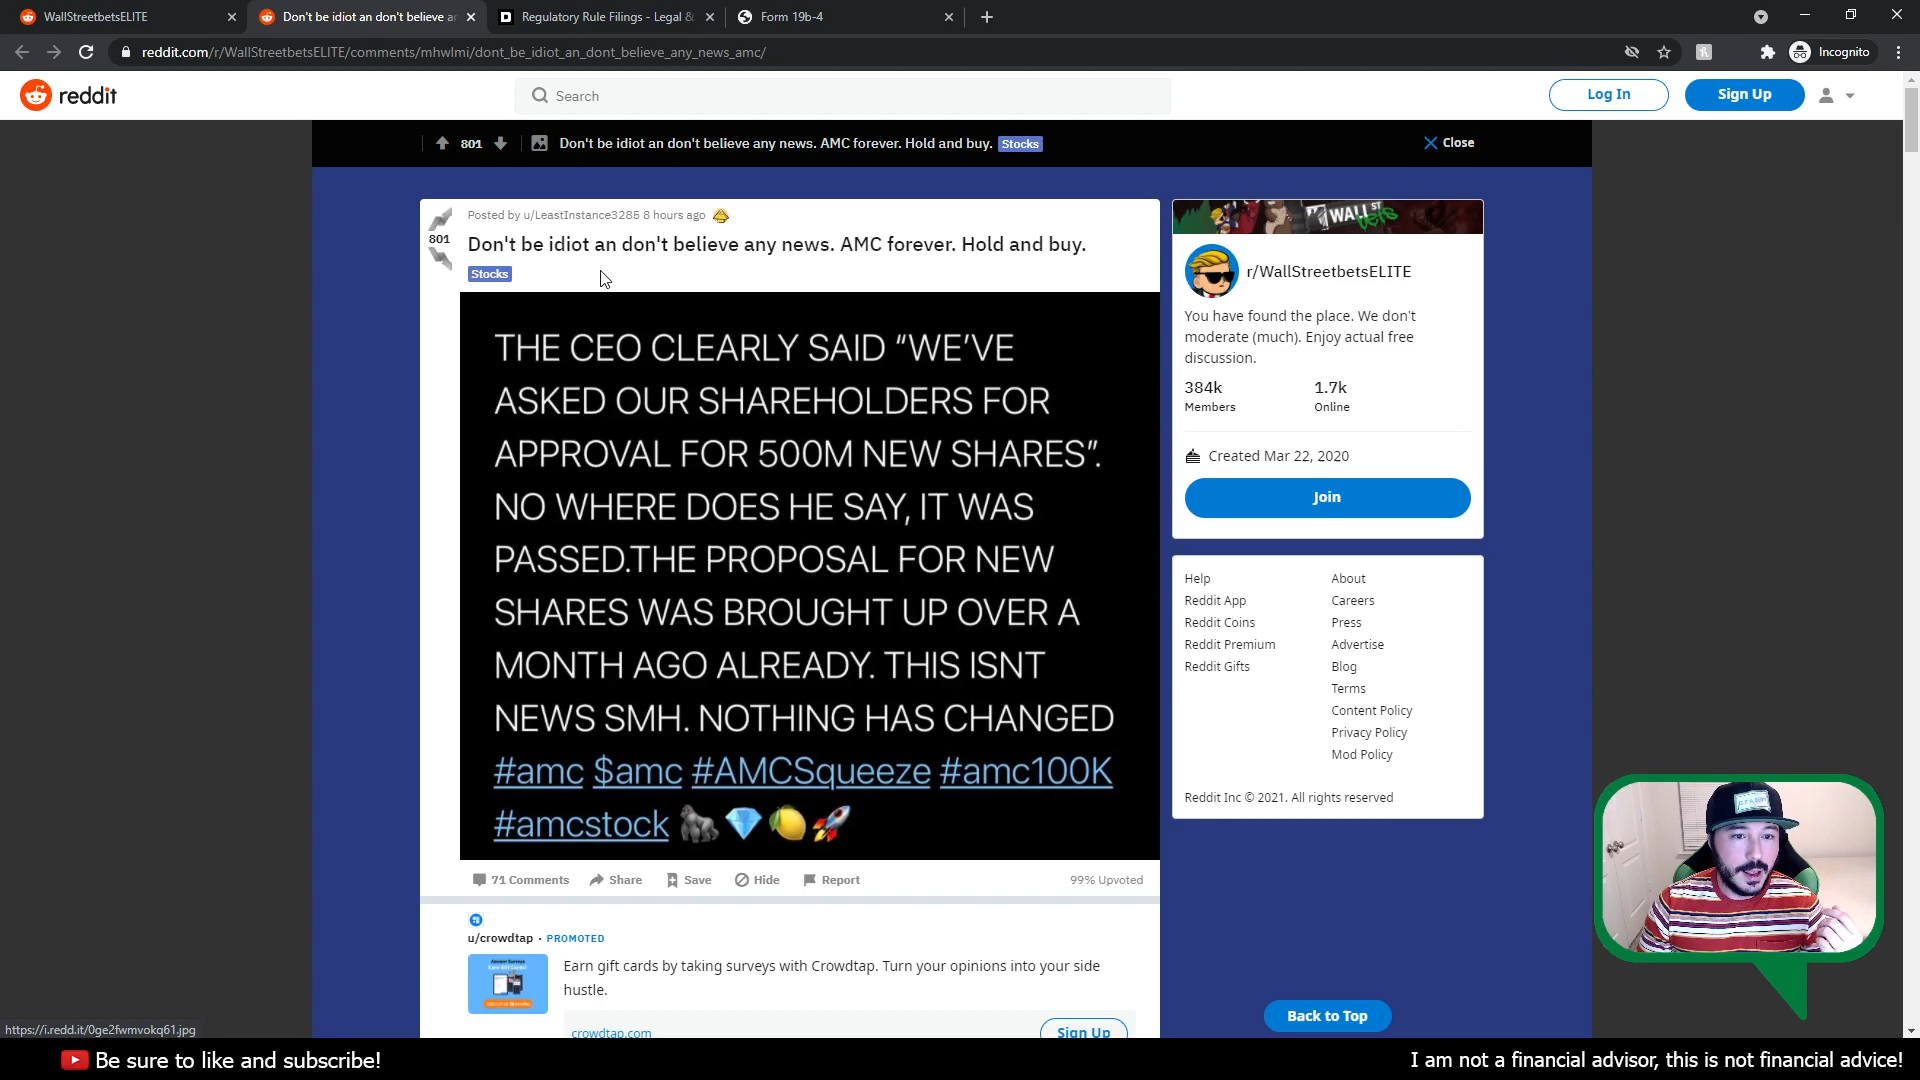 WallStreetbetsELITE
Don't be idiot an don't believe ar
Regulatory Rule Filings - Legal &
Form 19b-4
reddit.com/r/WallStreetbetsELITE/comments/mhwlmi/dont_be_idiot_an_dont_believe_any_news_amc/
Incognito
reddit
Search
Log In
Sign Up
801
Don't be idiot an don't believe any news. AMC forever. Hold and buy. Stocks
Close
Posted by u/LeastInstance3285 8 hours ago
801
Don't be idiot an don't believe any news. AMC forever. Hold and buy.
Stocks
THE CEO CLEARLY SAID “WE’VE
ASKED OUR SHAREHOLDERS FOR
APPROVAL FOR 500M NEW SHARES”.
NO WHERE DOES HE SAY, IT WAS
PASSED.THE PROPOSAL FOR NEW
SHARES WAS BROUGHT UP OVER A
MONTH AGO ALREADY. THIS ISNT
NEWS SMH. NOTHING HAS CHANGED
#amc $amc #AMCSqueeze #amc100K
#amcstock 🦍💎🍋🚀
71 Comments
Share
Save
Hide
Report
99% Upvoted
u/crowdtap · PROMOTED
Earn gift cards by taking surveys with Crowdtap. Turn your opinions into your side
hustle.
crowdtap.com
Sign Up
WALL ST
bets
r/WallStreetbetsELITE
You have found the place. We don't
moderate (much). Enjoy actual free
discussion.
384k
1.7k
Members
Online
Created Mar 22, 2020
Join
Help
About
Reddit App
Careers
Reddit Coins
Press
Reddit Premium
Advertise
Reddit Gifts
Blog
Terms
Content Policy
Privacy Policy
Mod Policy
Reddit Inc © 2021. All rights reserved
Back to Top
https://i.redd.it/0ge2fwmvokq61.jpg
Be sure to like and subscribe!
I am not a financial advisor, this is not financial advice!